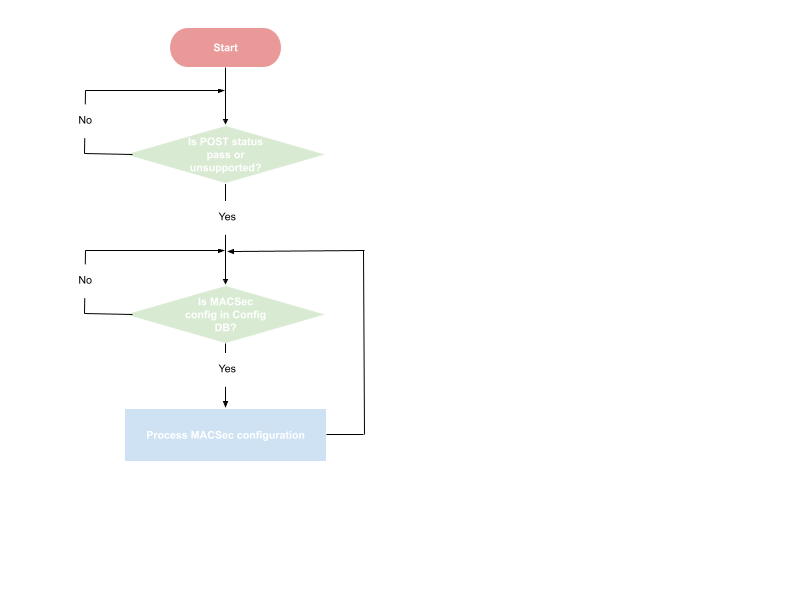 Start
No
Is POST status
pass or
unsupported?
Yes
No
Is MACSec
config in Config
DB?
Yes
Process MACSec configuration